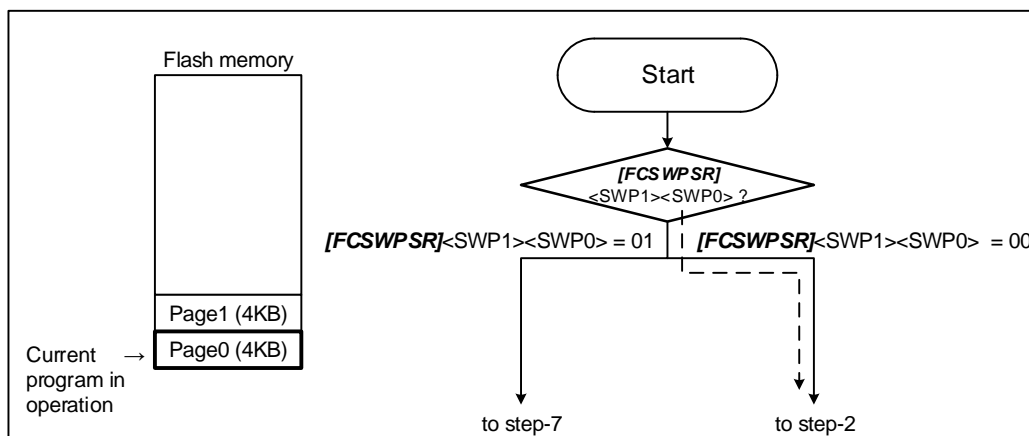 Flash memory
Start
[FCSWPSR]
<SWP1><SWP0> ?
[FCSWPSR]<SWP1><SWP0> = 01
[FCSWPSR]<SWP1><SWP0> = 00
Page1 (4KB)
Page0 (4KB)
Current →
program in
operation
to step-7
to step-2